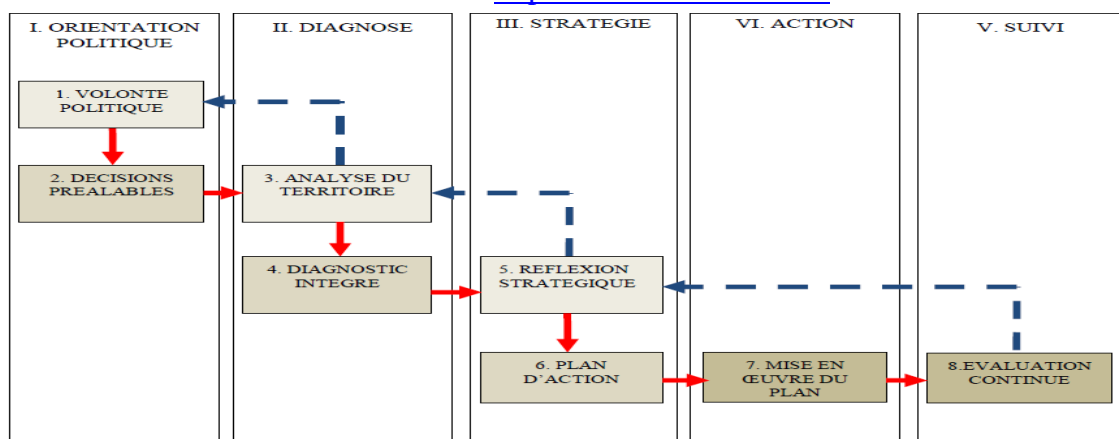 I. ORIENTATION
POLITIQUE
II. DIAGNOSE
III. STRATEGIE
VI. ACTION
V. SUIVI
1. VOLONTE
POLITIQUE
2. DECISIONS
PREALABLES
3. ANALYSE DU
TERRITOIRE
4. DIAGNOSTIC
INTEGRE
5. REFLEXION
STRATEGIQUE
6. PLAN
D'ACTION
7. MISE EN
ŒUVRE DU
PLAN
8.EVALUATION
CONTINUE